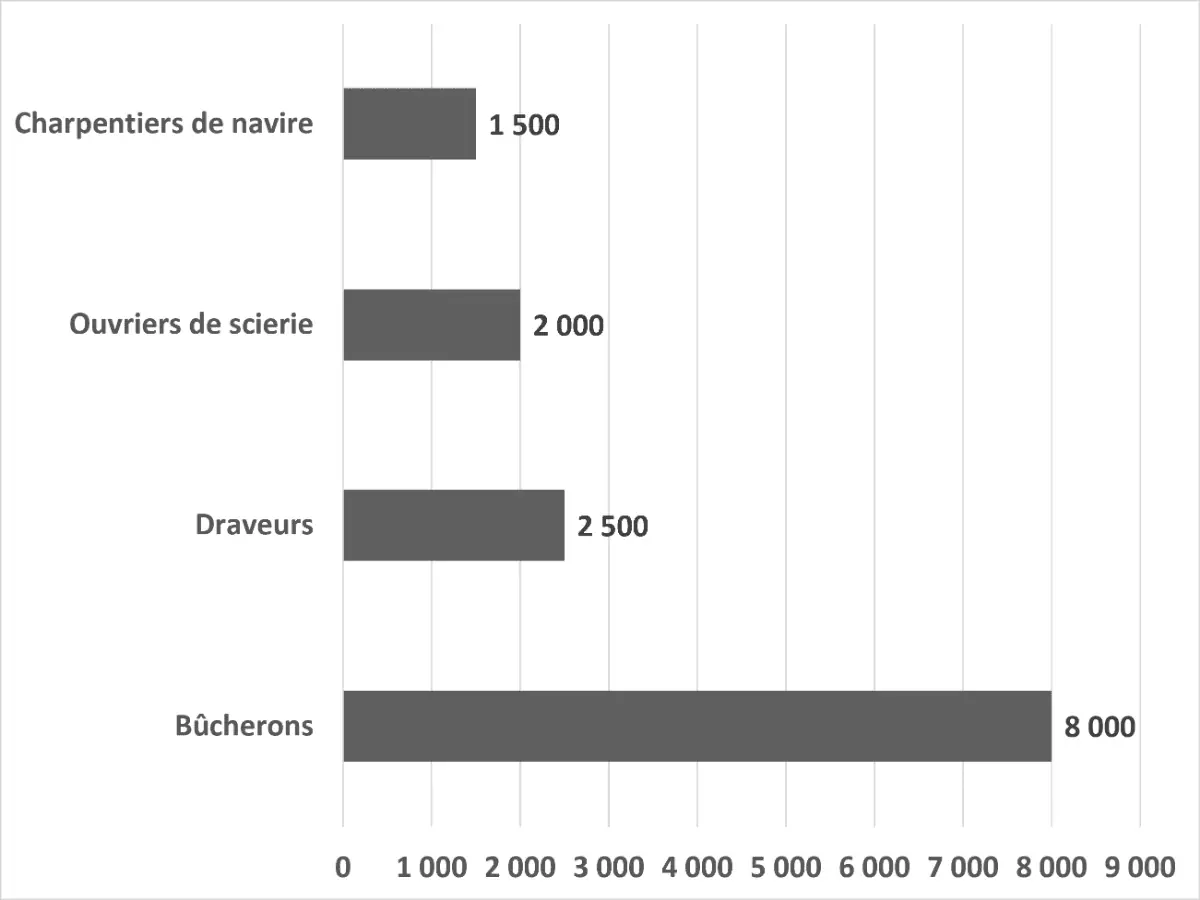 Charpentiers de navire 1 500
Ouvriers de scierie 2 000
Draveurs 2 500
Bûcherons 8 000
0 1 000 2 000 3 000 4 000 5 000 6 000 7 000 8 000 9 000